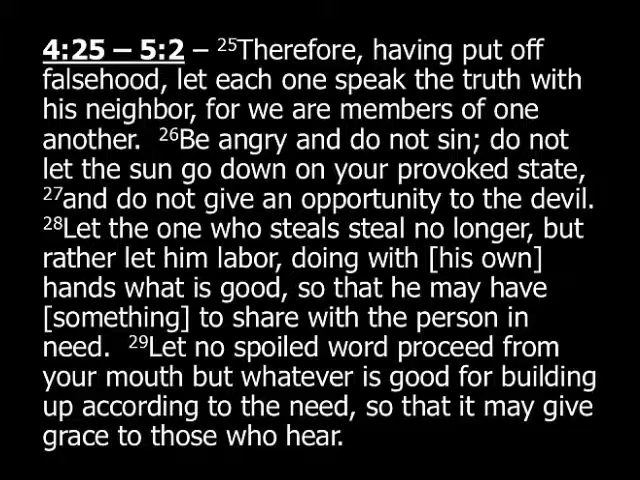 4:25 – 5:2 – 25Therefore, having put off
falsehood, let each one speak the truth with
his neighbor, for we are members of one
another. 26Be angry and do not sin; do not
let the sun go down on your provoked state,
27and do not give an opportunity to the devil.
28Let the one who steals steal no longer, but
rather let him labor, doing with [his own]
hands what is good, so that he may have
[something] to share with the person in
need. 29Let no spoiled word proceed from
your mouth but whatever is good for building
up according to the need, so that it may give
grace to those who hear.